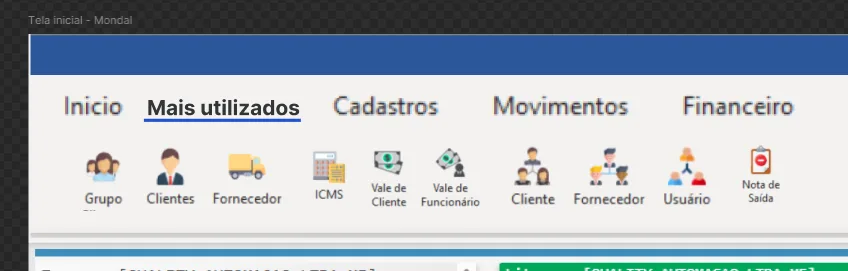 Tela inicial - Mondal
Inicio Mais utilizados Cadastros Movimentos Financeiro
Grupo Clientes Fornecedor ICMS Vale de Cliente Vale de Funcionário Cliente Fornecedor Usuário Nota de Saída